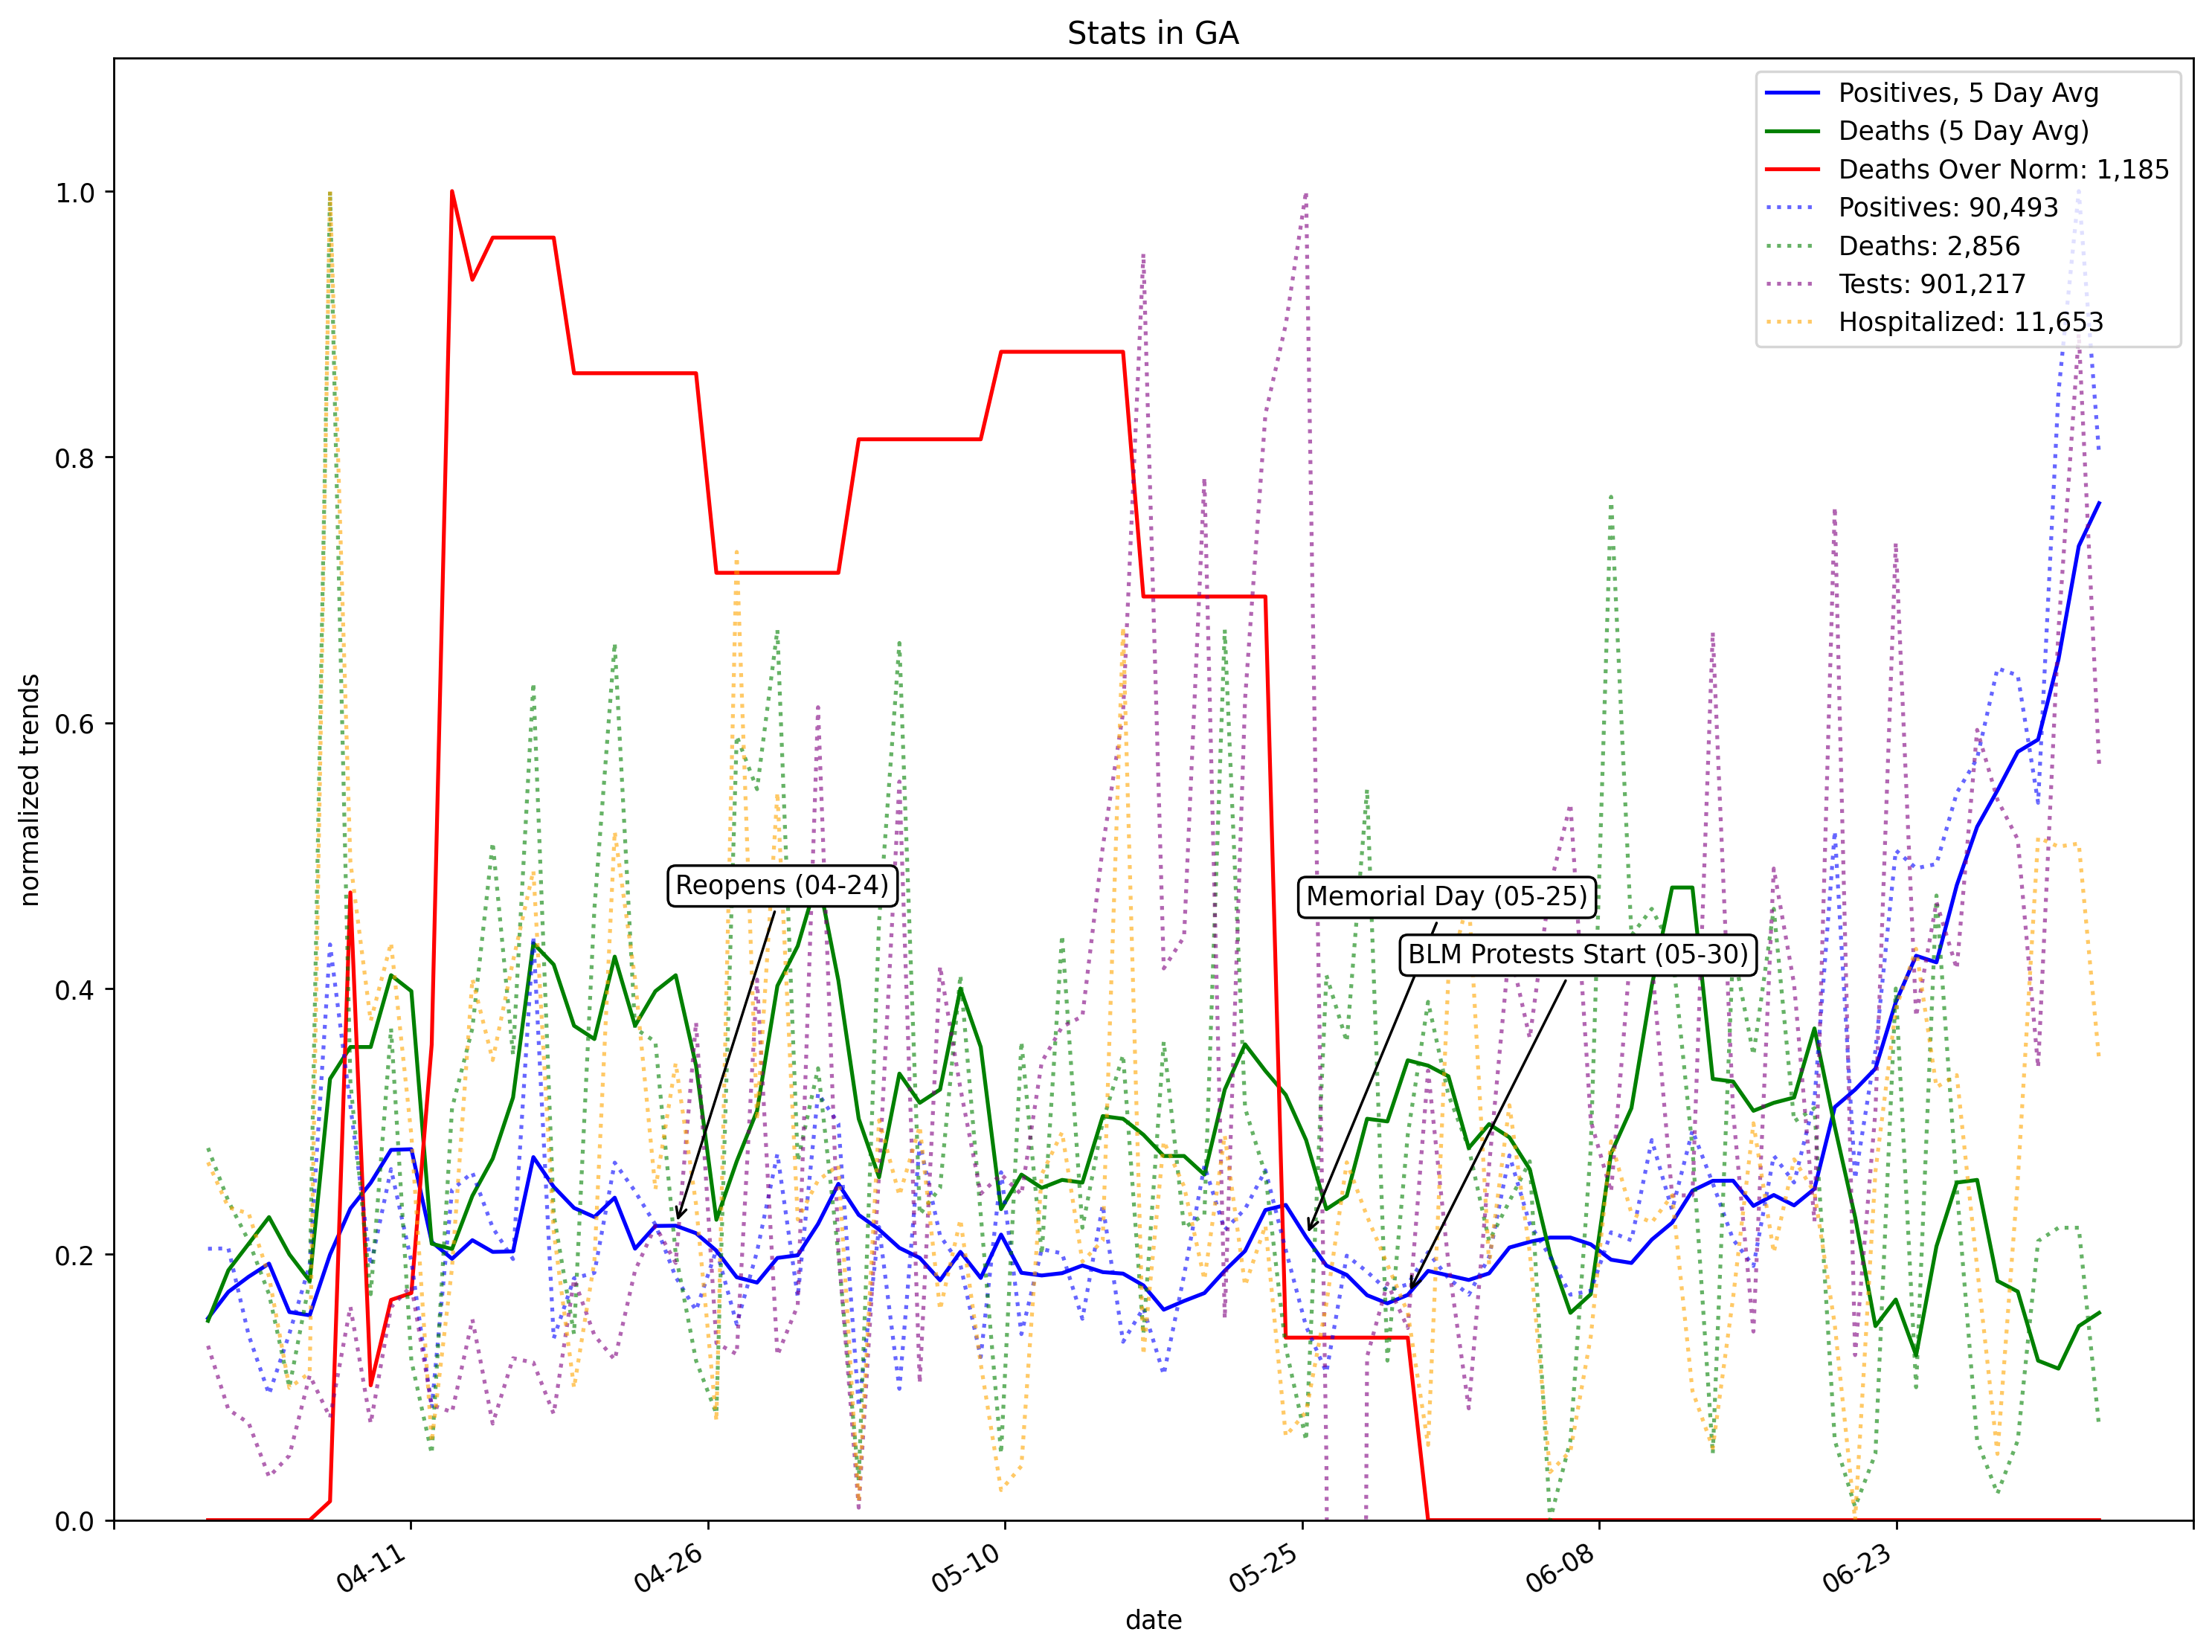 Stats in GA
Positives, 5 Day Avg
Deaths (5 Day Avg)
Deaths Over Norm: 1,185
Positives: 90,493
Deaths: 2,856
Tests: 901,217
Hospitalized: 11,653
1.0
0.8
0.6
0.4
0.2
0.0
normalized trends
Reopens (04-24)
Memorial Day (05-25)
BLM Protests Start (05-30)
04-11
04-26
05-10
05-25
06-08
06-23
date